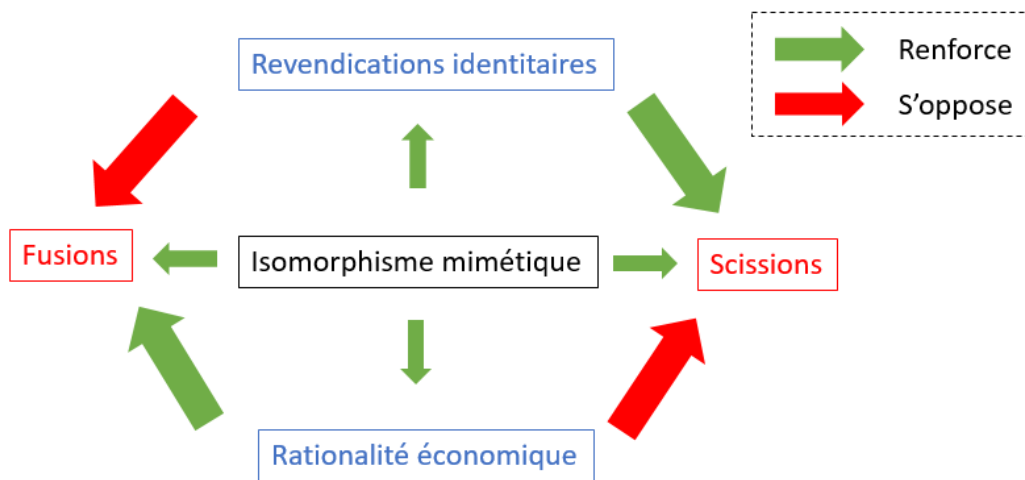 Revendications identitaires
Renforce
S’oppose
Fusions
Isomorphisme mimétique
Scissions
Rationalité économique